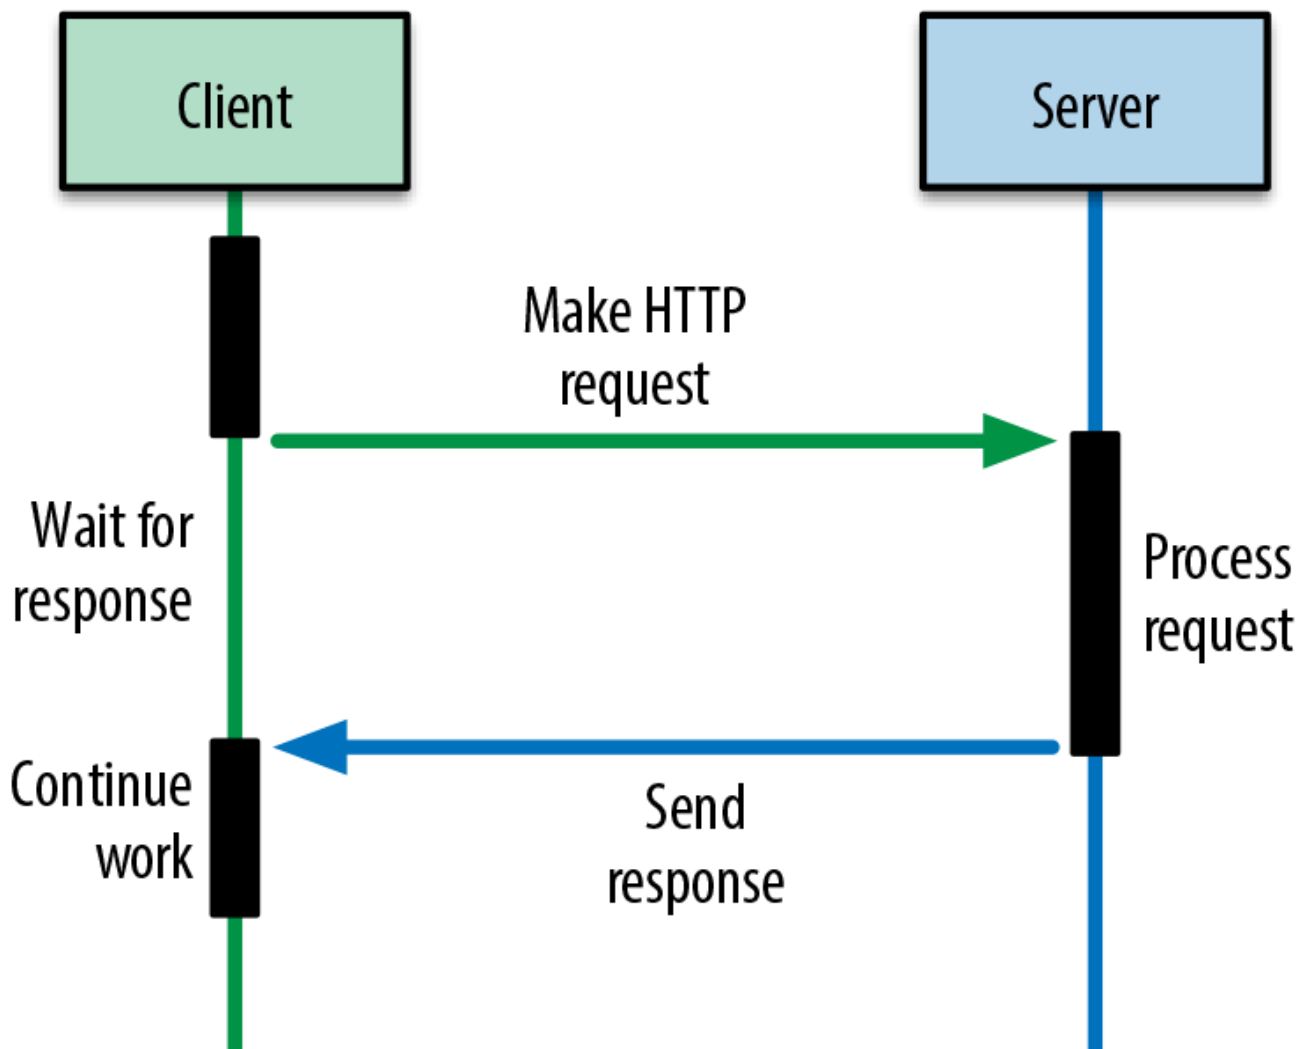 Client
Server
Make HTTP
request
Wait for
response
Process
request
Continue
work
Send
response